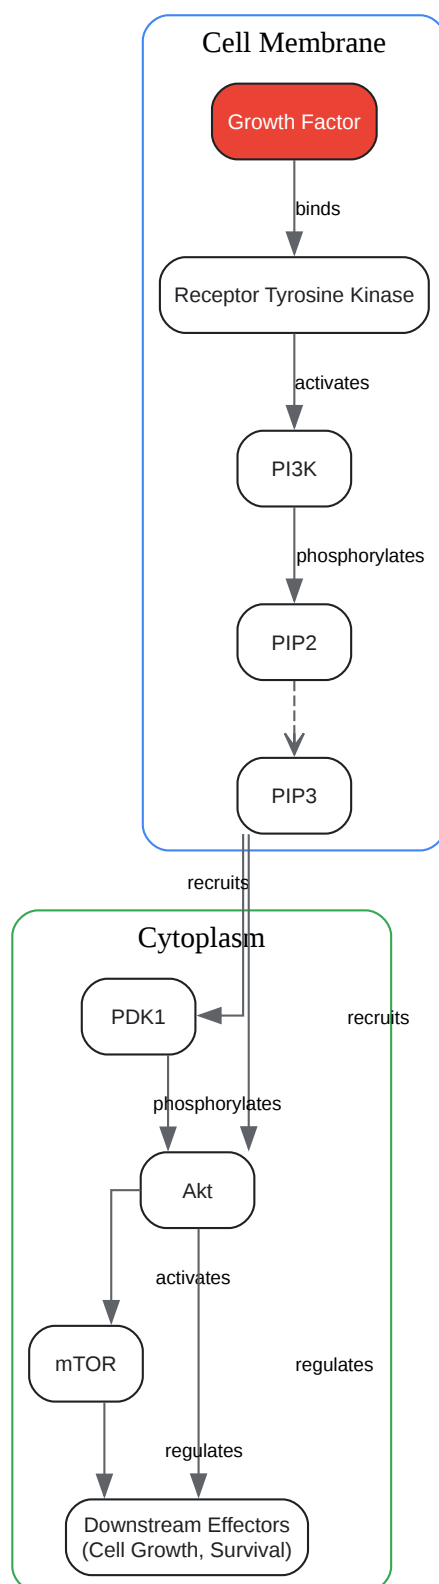 Cell Membrane
Growth Factor
binds
Receptor Tyrosine Kinase
activates
PI3K
phosphorylates
PIP2
PIP3
recruits
Cytoplasm
PDK1
recruits
phosphorylates
Akt
activates
mTOR
regulates
regulates
Downstream Effectors
(Cell Growth, Survival)